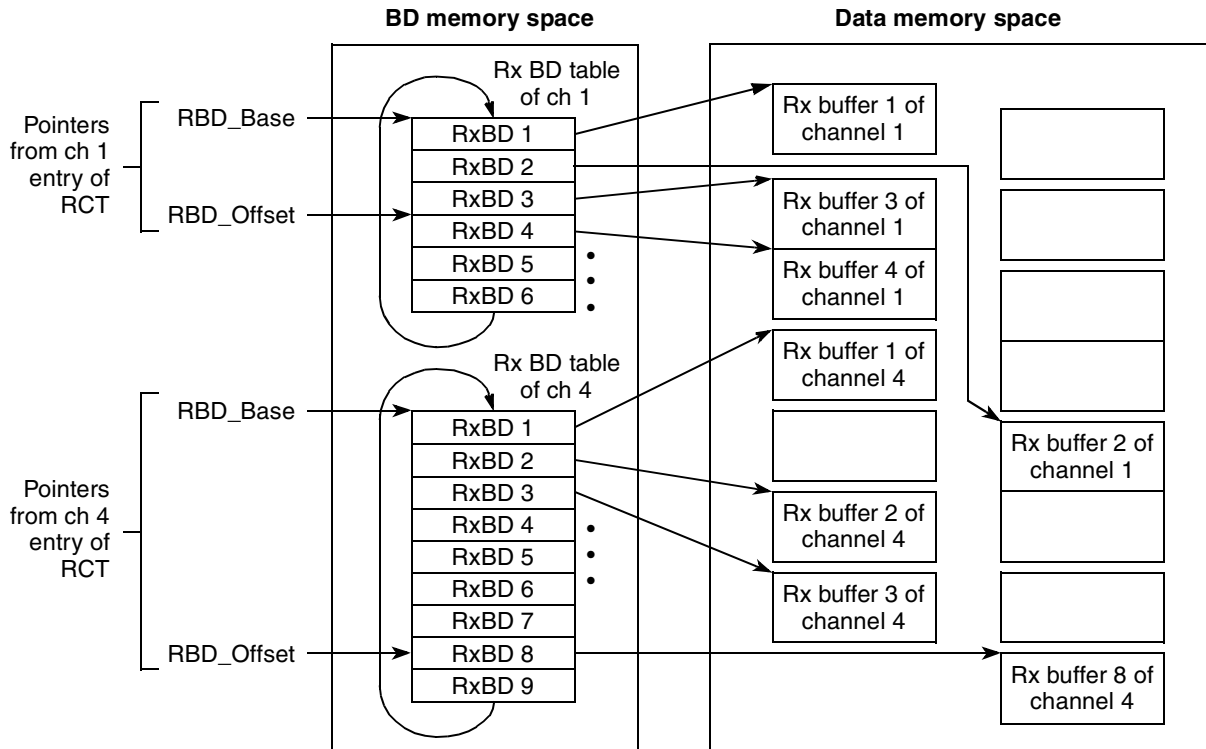 BD memory space
Data memory space
Rx BD table
of ch 1
Pointers
from ch 1
entry of
RCT
RBD_Base
RBD_Offset
RxBD 1
RxBD 2
RxBD 3
RxBD 4
RxBD 5
RxBD 6
Rx buffer 1 of
channel 1
Rx buffer 3 of
channel 1
Rx buffer 4 of
channel 1
Rx BD table
of ch 4
Pointers
from ch 4
entry of
RCT
RBD_Base
RBD_Offset
RxBD 1
RxBD 2
RxBD 3
RxBD 4
RxBD 5
RxBD 6
RxBD 7
RxBD 8
RxBD 9
Rx buffer 1 of
channel 4
Rx buffer 2 of
channel 4
Rx buffer 3 of
channel 4
Rx buffer 2 of
channel 1
Rx buffer 8 of
channel 4